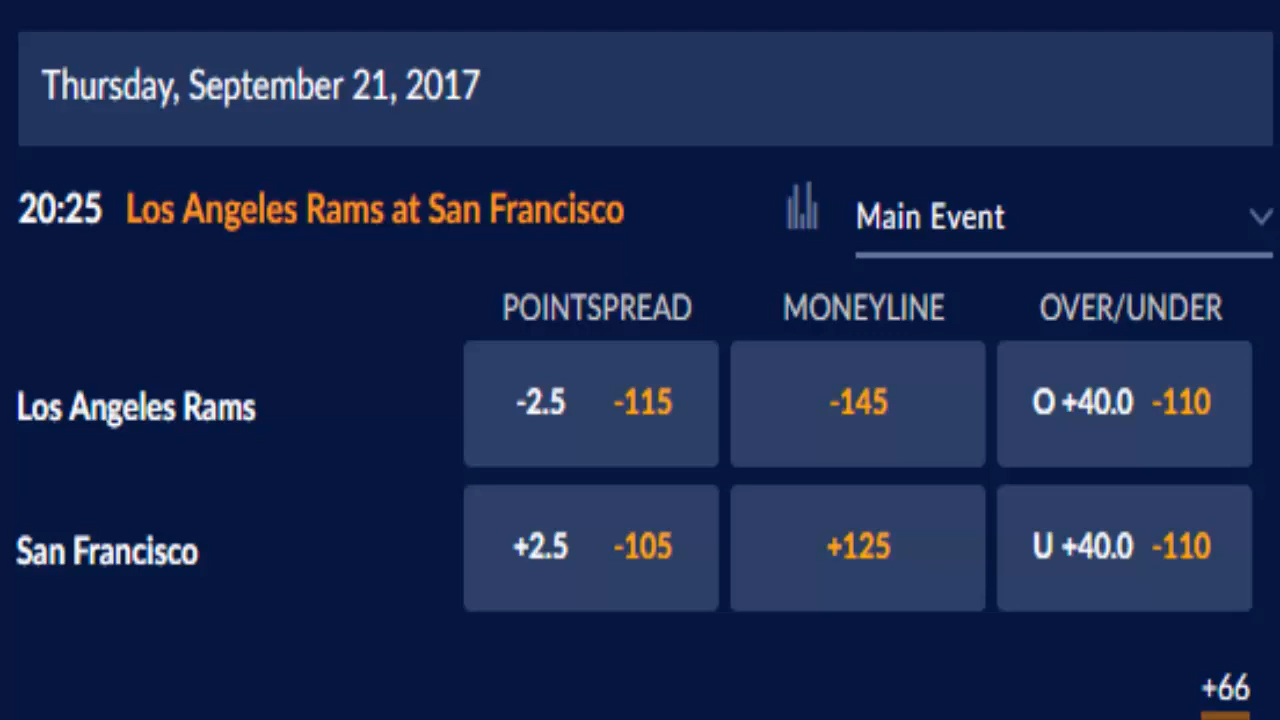 Thursday, September 21, 2017
20:25 Los Angeles Rams at San Francisco Main Event
POINTSPREAD MONEYLINE OVER/UNDER
Los Angeles Rams -2.5 -115 -145 O +40.0 -110
San Francisco +2.5 -105 +125 U +40.0 -110
+66